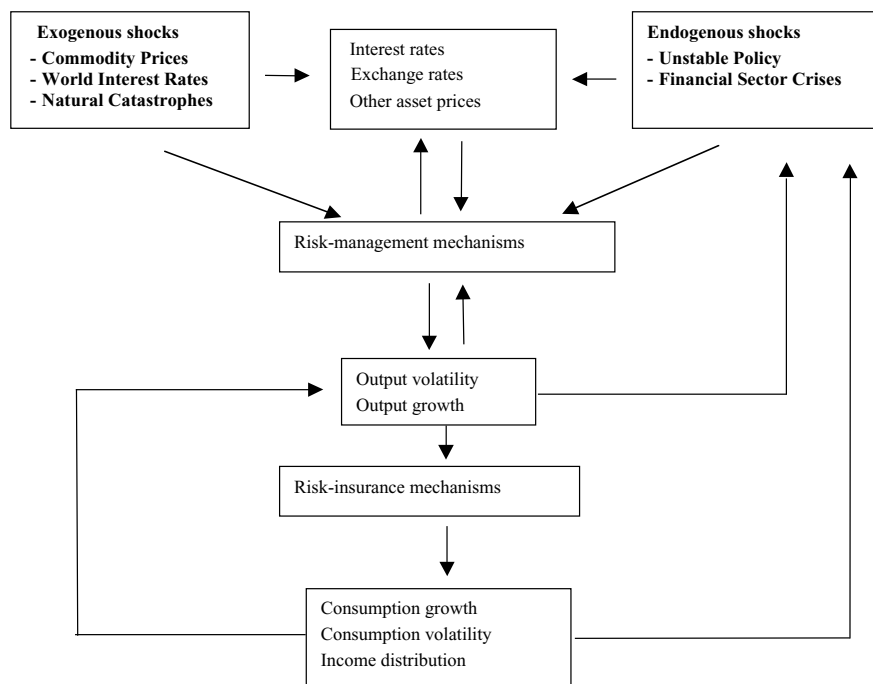 Exogenous shocks
- Commodity Prices
- World Interest Rates
- Natural Catastrophes
Interest rates
Exchange rates
Other asset prices
Endogenous shocks
- Unstable Policy
- Financial Sector Crises
Risk-management mechanisms
Output volatility
Output growth
Risk-insurance mechanisms
Consumption growth
Consumption volatility
Income distribution